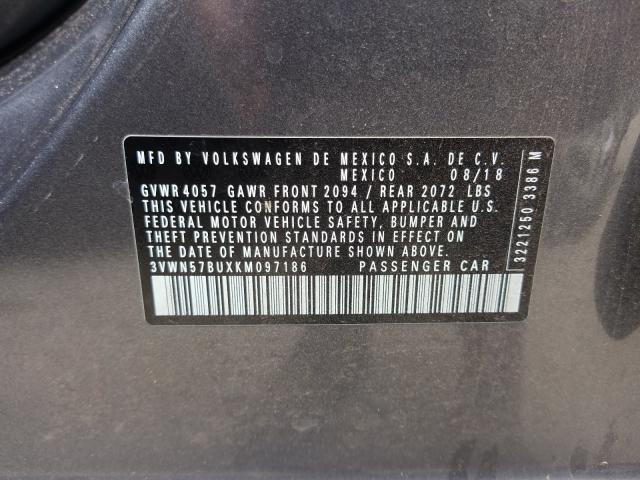 MFD BY VOLKSWAGEN DE MEXICO S.A. DE C.V.
MEXICO 08/18
GVWR 4057 GAWR FRONT 2094 / REAR 2072 LBS
THIS VEHICLE CONFORMS TO ALL APPLICABLE U.S.
FEDERAL MOTOR VEHICLE SAFETY, BUMPER AND
THEFT PREVENTION STANDARDS IN EFFECT ON
THE DATE OF MANUFACTURE SHOWN ABOVE.
3VWN57BUXKM097186 PASSENGER CAR
3221250 3386 M